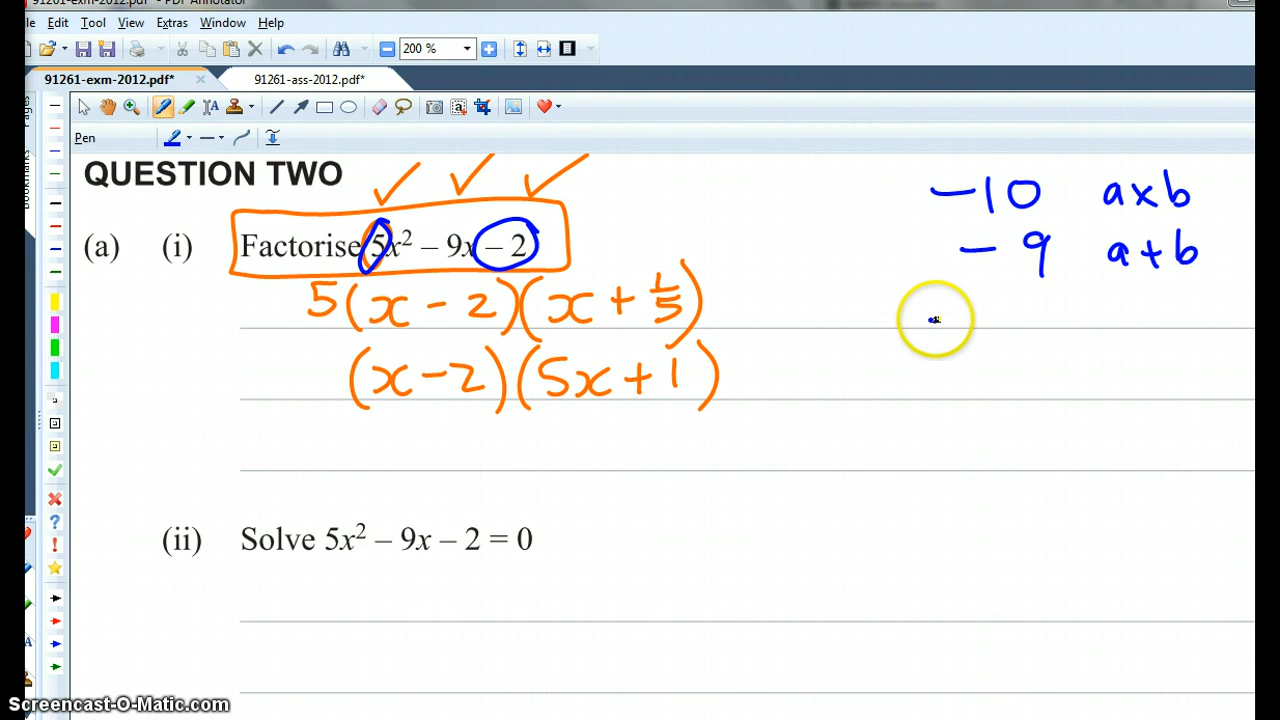 91261-exm-2012.pdf* - PDF Annotator
Edit Tool View Extras Window Help
200 %
91261-exm-2012.pdf* 91261-ass-2012.pdf*
Pen
Pages
QUESTION TWO
−10 a×b
(a) (i) Factorise 5x² – 9x – 2
− 9 a+b
5(x − 2)(x + 1/5)
(x − 2)(5x + 1)
(ii) Solve 5x² – 9x – 2 = 0
Screencast-O-Matic.com